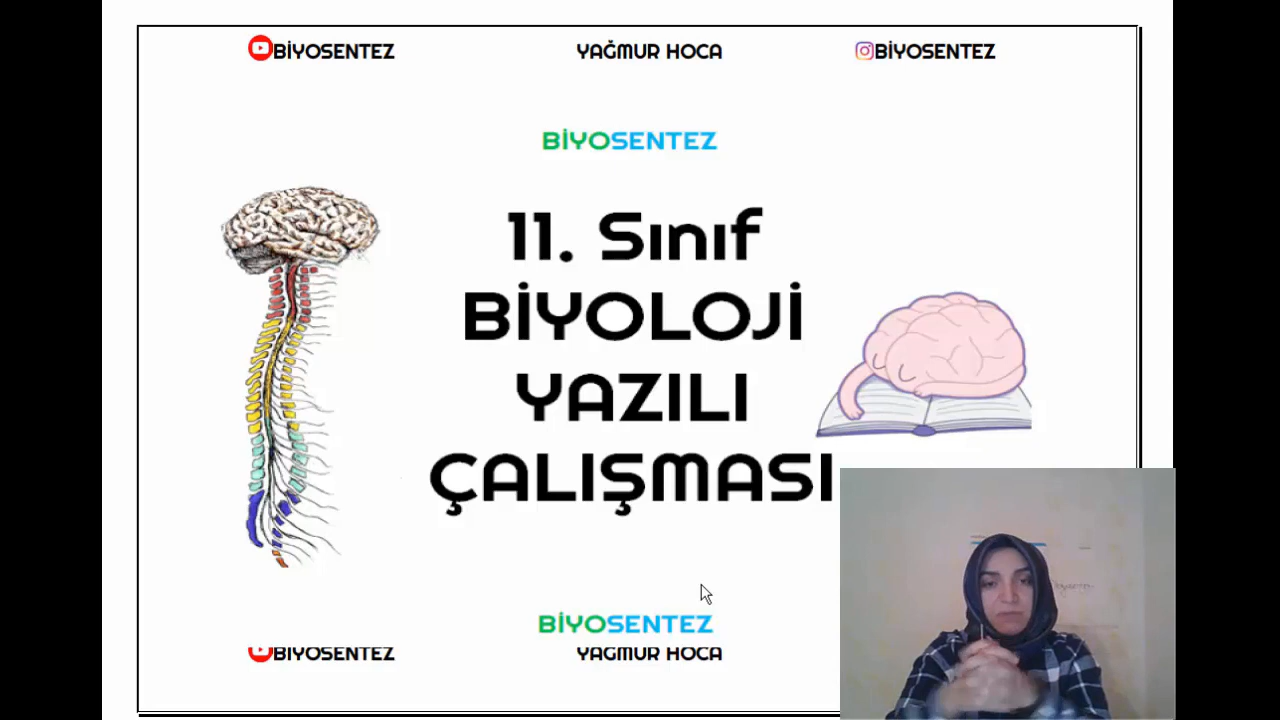 BİYOSENTEZ YAĞMUR HOCA BİYOSENTEZ
BİYOSENTEZ
11. Sınıf
BİYOLOJİ
YAZILI
ÇALIŞMASI
BİYOSENTEZ
BİYOSENTEZ YAĞMUR HOCA